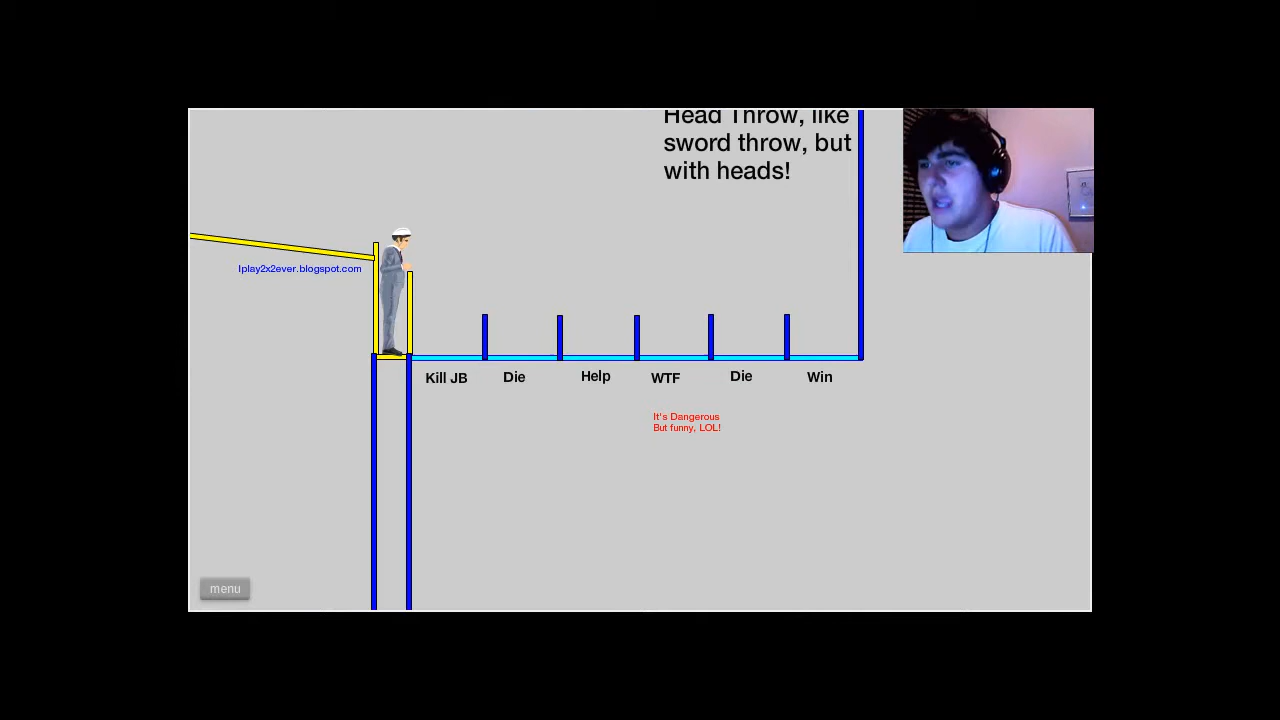 Head Throw, like
sword throw, but
with heads!
Iplay2x2ever.blogspot.com
Kill JB
Die
Help
WTF
Die
Win
It's Dangerous
But funny, LOL!
menu